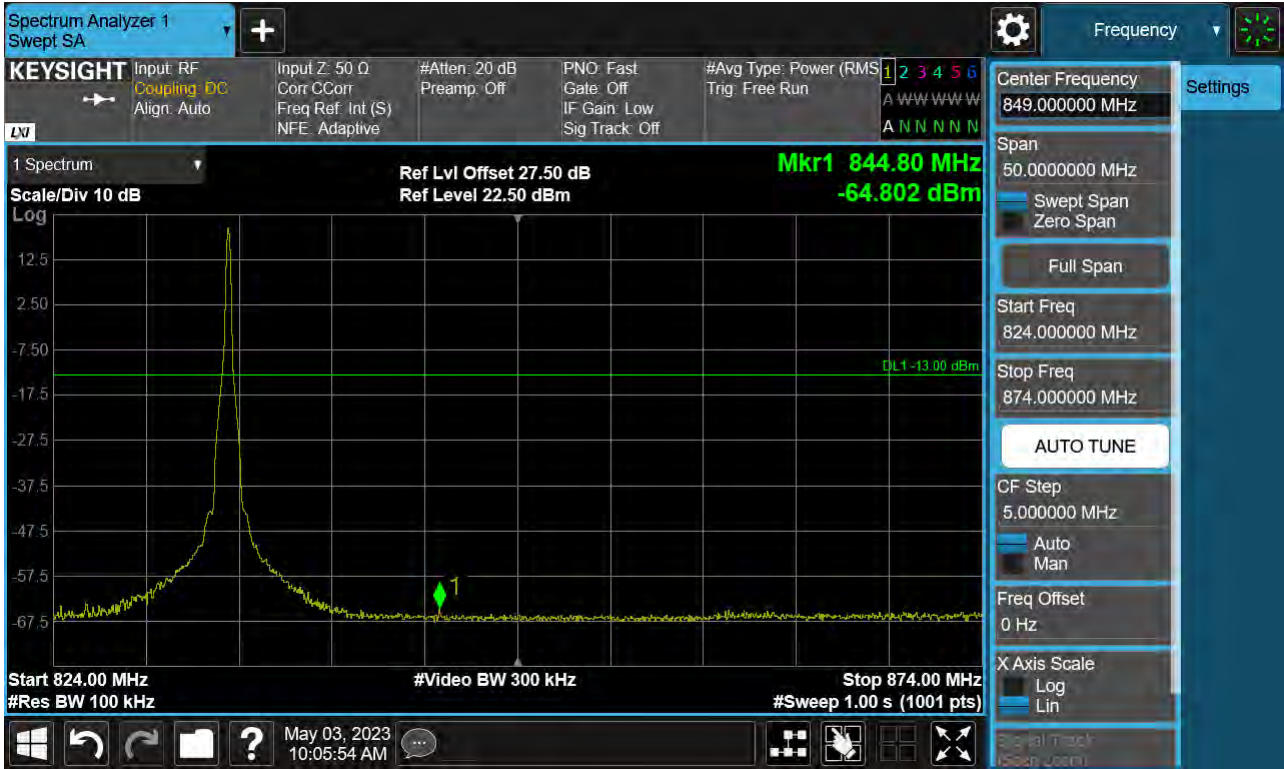 Spectrum Analyzer 1
Swept SA
+
Frequency
KEYSIGHT
LXI
Input: RF
Coupling: DC
Align: Auto
Input Z: 50 Ω
Corr CCorr
Freq Ref: Int (S)
NFE: Adaptive
#Atten: 20 dB
Preamp: Off
PNO: Fast
Gate: Off
IF Gain: Low
Sig Track: Off
#Avg Type: Power (RMS
Trig: Free Run
1 2 3 4 5 6
A W W W W W
A N N N N N
Center Frequency
849.000000 MHz
Settings
Span
50.0000000 MHz
Swept Span
Zero Span
Full Span
Start Freq
824.000000 MHz
Stop Freq
874.000000 MHz
AUTO TUNE
CF Step
5.000000 MHz
Auto
Man
Freq Offset
0 Hz
X Axis Scale
Log
Lin
1 Spectrum
Scale/Div 10 dB
Log
Ref Lvl Offset 27.50 dB
Ref Level 22.50 dBm
Mkr1 844.80 MHz
-64.802 dBm
12.5
2.50
-7.50
-17.5
-27.5
-37.5
-47.5
-57.5
-67.5
DL1 -13.00 dBm
1
Start 824.00 MHz
#Res BW 100 kHz
#Video BW 300 kHz
Stop 874.00 MHz
#Sweep 1.00 s (1001 pts)
?
May 03, 2023
10:05:54 AM